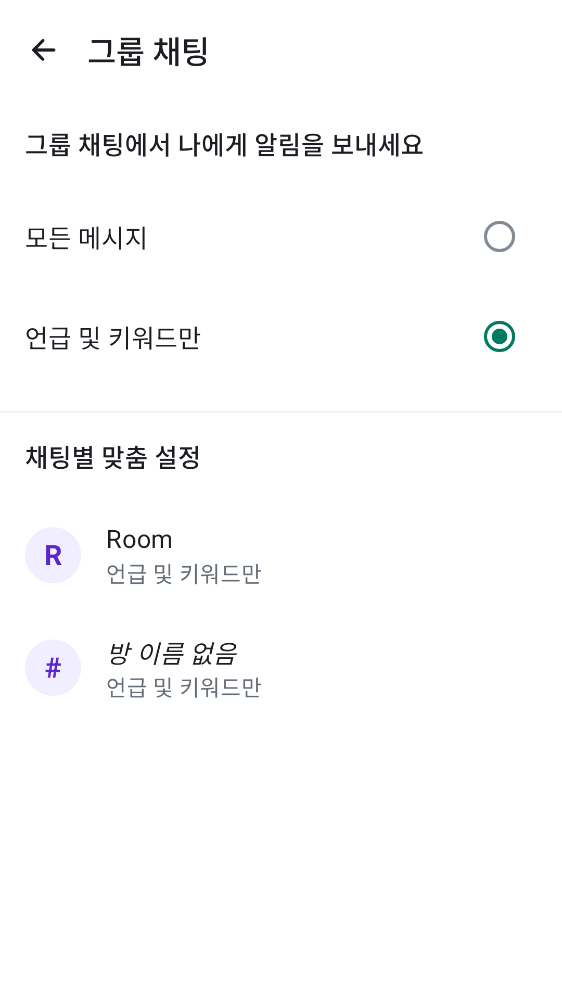 그룹 채팅
그룹 채팅에서 나에게 알림을 보내세요
모든 메시지
언급 및 키워드만
채팅별 맞춤 설정
R
Room
언급 및 키워드만
#
방 이름 없음
언급 및 키워드만